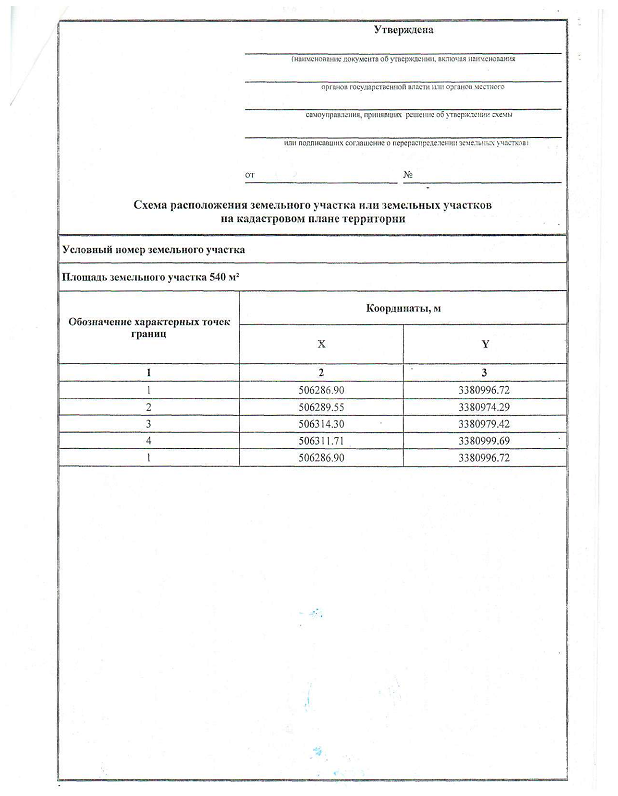 Утверждена
(наименование документа об утверждении, включая наименования
органов государственной власти или органов местного
самоуправления, принявших решение об утверждении схемы
или подписавших соглашение о перераспределении земельных участков)
от №
Схема расположения земельного участка или земельных участков
на кадастровом плане территории
Условный номер земельного участка
Площадь земельного участка 540 м²
Обозначение характерных точек
границ
Координаты, м
X Y
1 2 3
1 506286.90 3380996.72
2 506289.55 3380974.29
3 506314.30 3380979.42
4 506311.71 3380999.69
1 506286.90 3380996.72